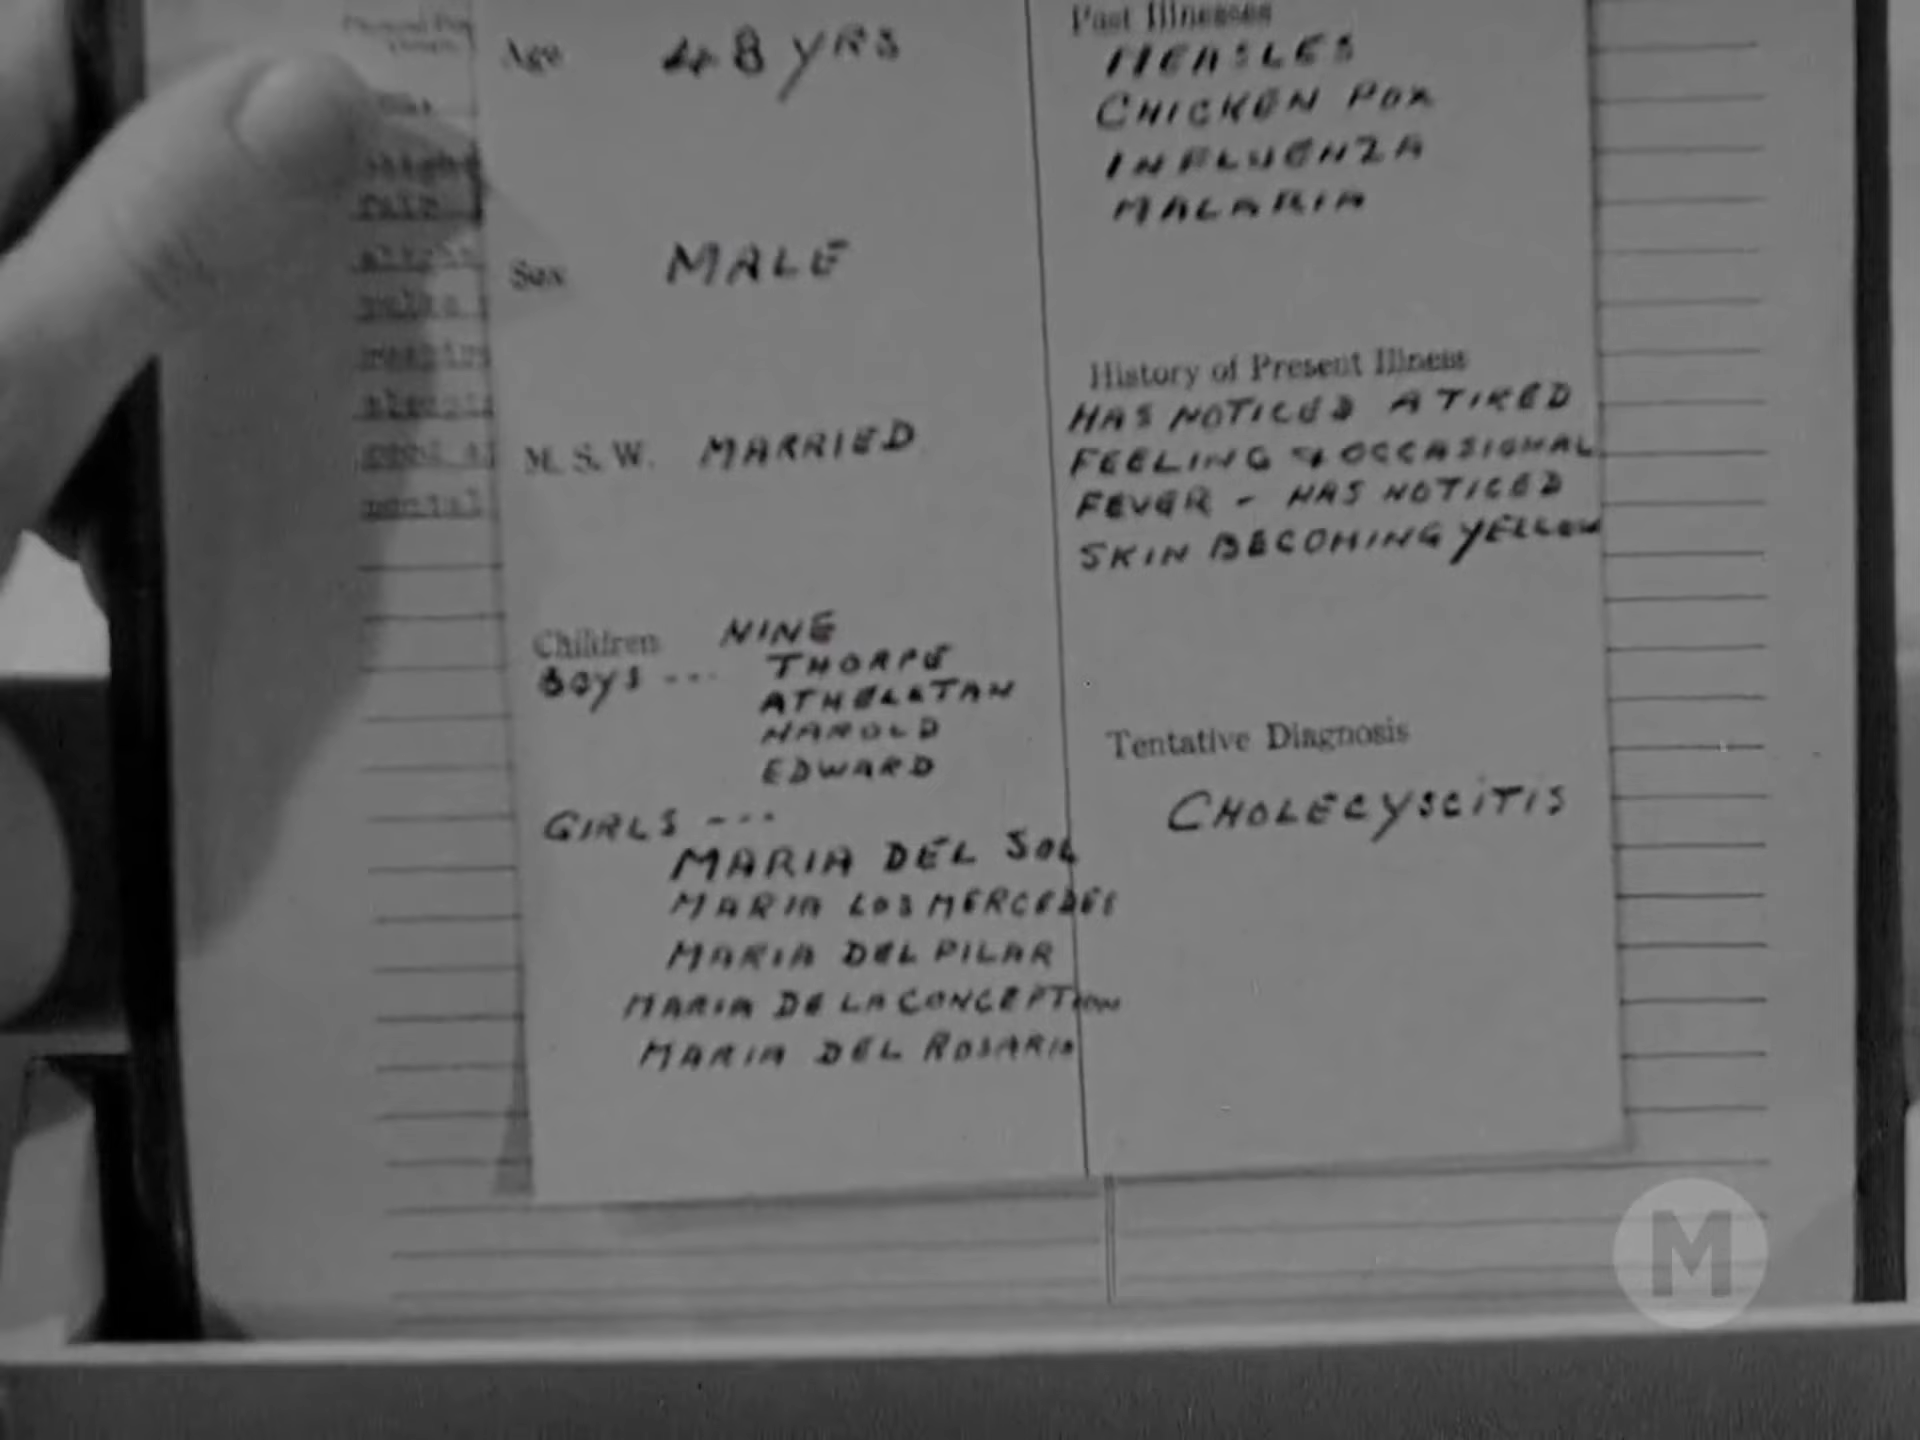 Age 48 YRS
Sex MALE
M. S. W. MARRIED
Children NINE
BOYS --- THORPE
ATHELSTAN
HAROLD
EDWARD
GIRLS ---
MARIA DEL SOL
MARIA LOS MERCEDES
MARIA DEL PILAR
MARIA DE LA CONCEPTION
MARIA DEL ROSARIO
Past Illnesses
MEASLES
CHICKEN POX
INFLUENZA
MALARIA
History of Present Illness
HAS NOTICED A TIRED
FEELING & OCCASIONAL
FEVER - HAS NOTICED
SKIN BECOMING YELLOW
Tentative Diagnosis
CHOLECYSCITIS
M